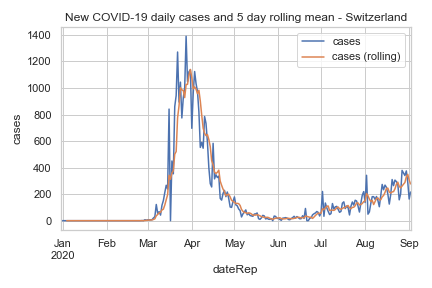 New COVID-19 daily cases and 5 day rolling mean - Switzerland
cases
cases (rolling)
1400
1200
1000
800
600
400
200
0
cases
Jan
2020
Feb
Mar
Apr
May
Jun
Jul
Aug
Sep
dateRep